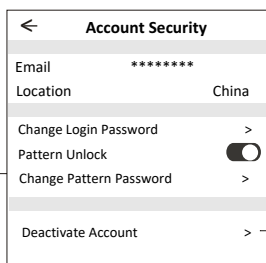 Account Security
Email ********
Location China
Change Login Password >
Pattern Unlock
Change Pattern Password >
Deactivate Account >